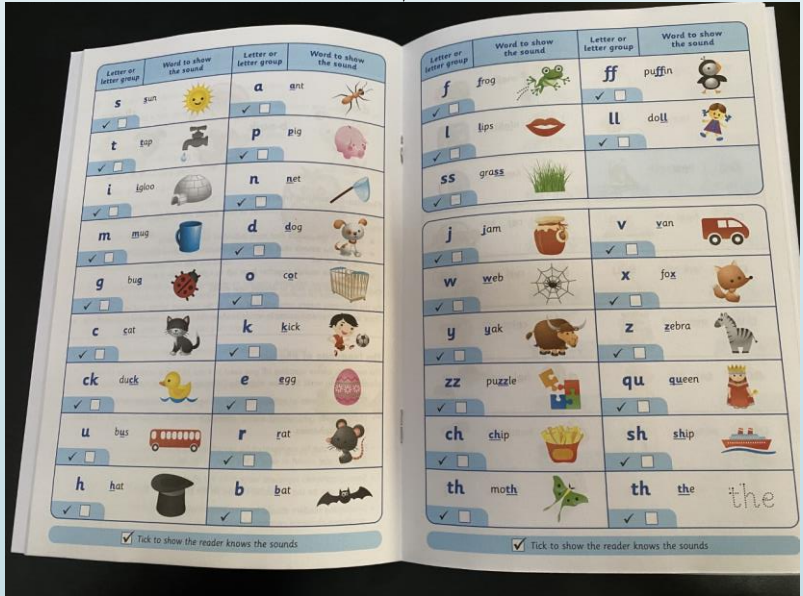 Letter or letter group Word to show the sound Letter or letter group Word to show the sound
s sun a ant
t tap p pig
i igloo n net
m mug d dog
g bug o cot
c cat k kick
ck duck e egg
u bus r rat
h hat b bat
Tick to show the reader knows the sounds
Letter or letter group Word to show the sound Letter or letter group Word to show the sound
f frog ff puffin
l lips ll doll
ss grass
j jam v van
w web x fox
y yak z zebra
zz puzzle qu queen
ch chip sh ship
th moth th the the
Tick to show the reader knows the sounds